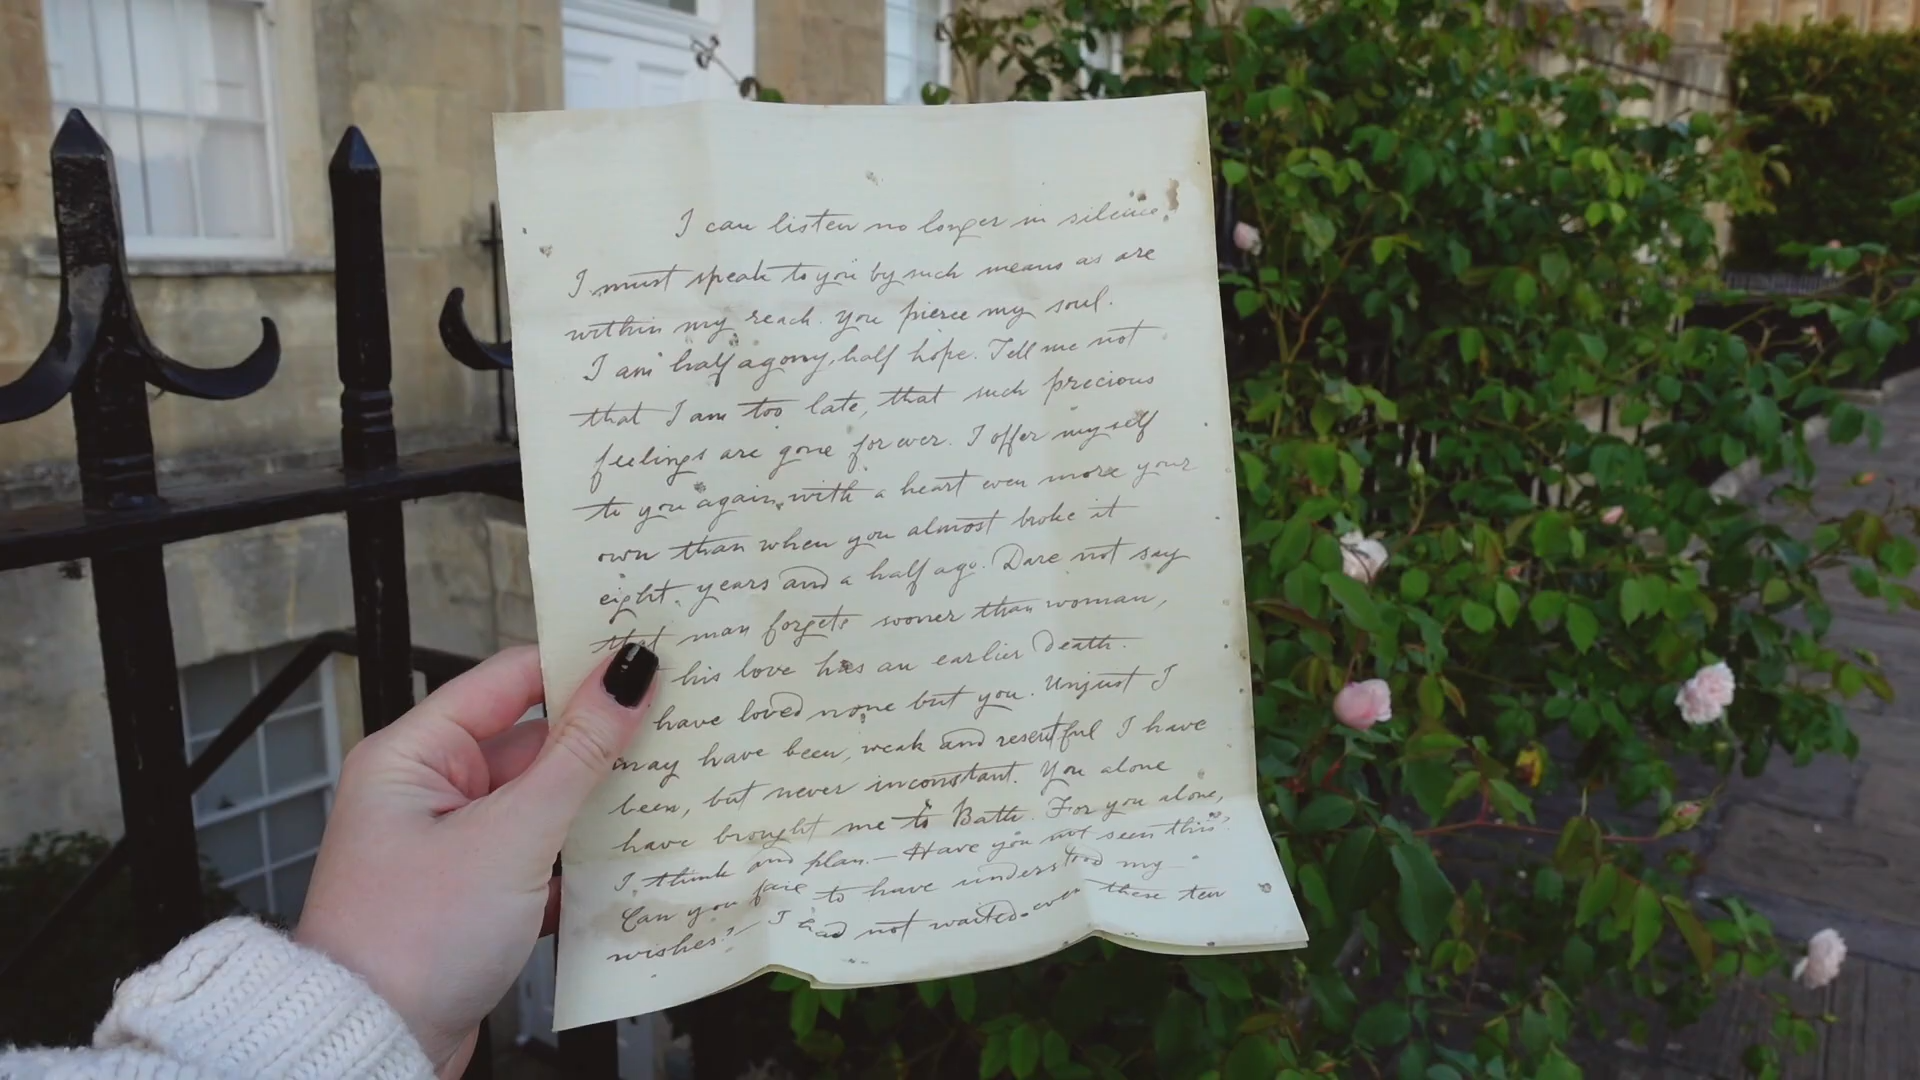 I can listen no longer in silence.
I must speak to you by such means as are
within my reach. You pierce my soul.
I am half agony, half hope. Tell me not
that I am too late, that such precious
feelings are gone for ever. I offer myself
to you again with a heart even more your
own than when you almost broke it
eight years and a half ago. Dare not say
that man forgets sooner than woman,
his love has an earlier death.
have loved none but you. Unjust I
may have been, weak and resentful I have
been, but never inconstant. You alone
have brought me to Bath. For you alone,
I think and plan. — Have you not seen this?
Can you fail to have understood my
wishes? — I had not waited even these ten